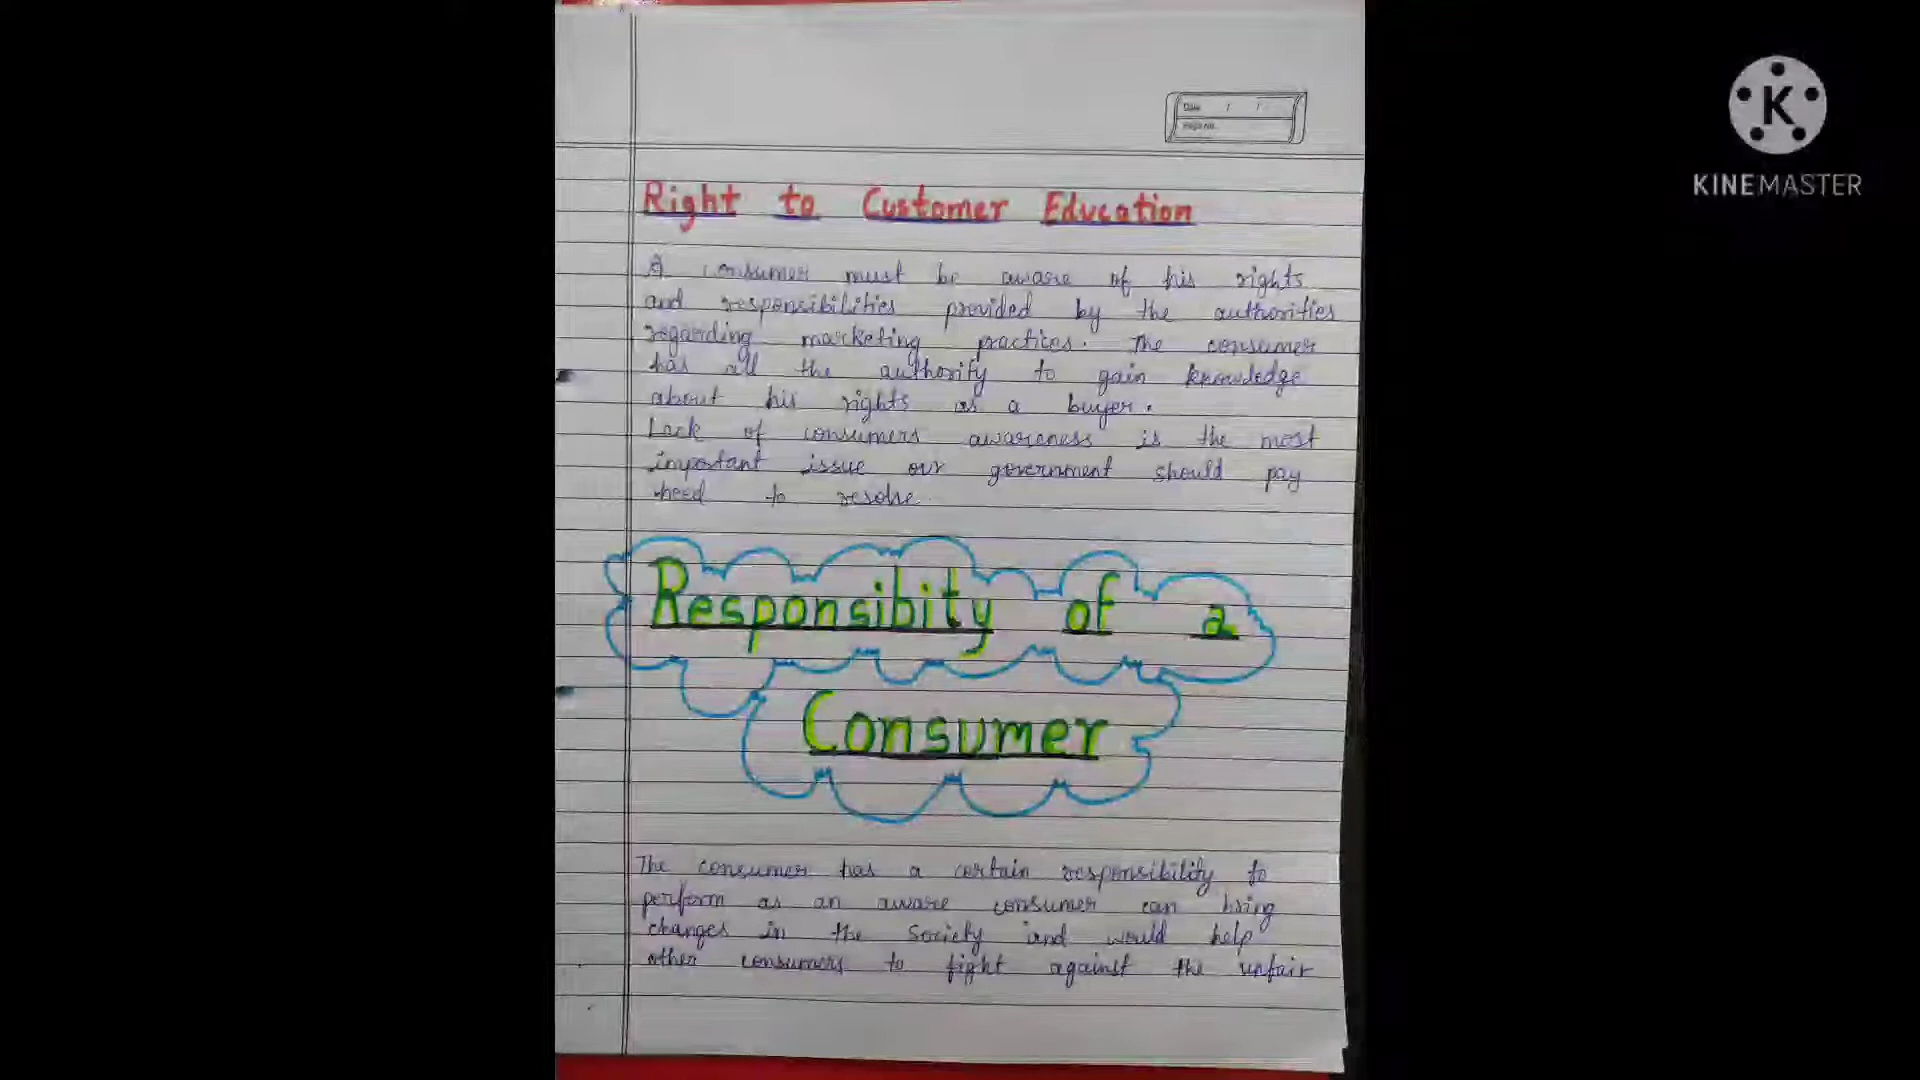 Date / /
Page No.
KINEMASTER
Right to Customer Education
A consumer must be aware of his rights
and responsibilities provided by the authorities
regarding marketing practices. The consumer
has all the authority to gain knowledge
about his rights as a buyer.
Lack of consumers awareness is the most
important issue our government should pay
heed to resolve.
Responsibity of a
Consumer
The consumer has a certain responsibility to
perform as an aware consumer can bring
changes in the Society and would help
other consumers to fight against the unfair